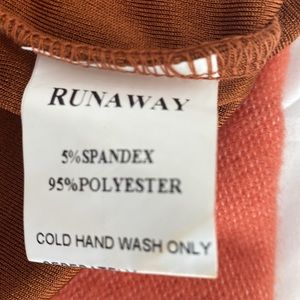 RUNAWAY
5%SPANDEX
95%POLYESTER
COLD HAND WASH ONLY